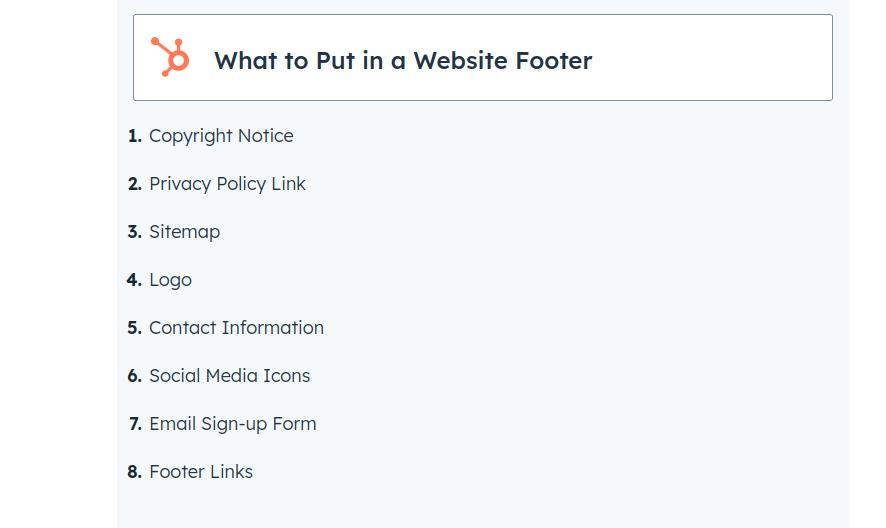 What to Put in a Website Footer
1. Copyright Notice
2. Privacy Policy Link
3. Sitemap
4. Logo
5. Contact Information
6. Social Media Icons
7. Email Sign-up Form
8. Footer Links